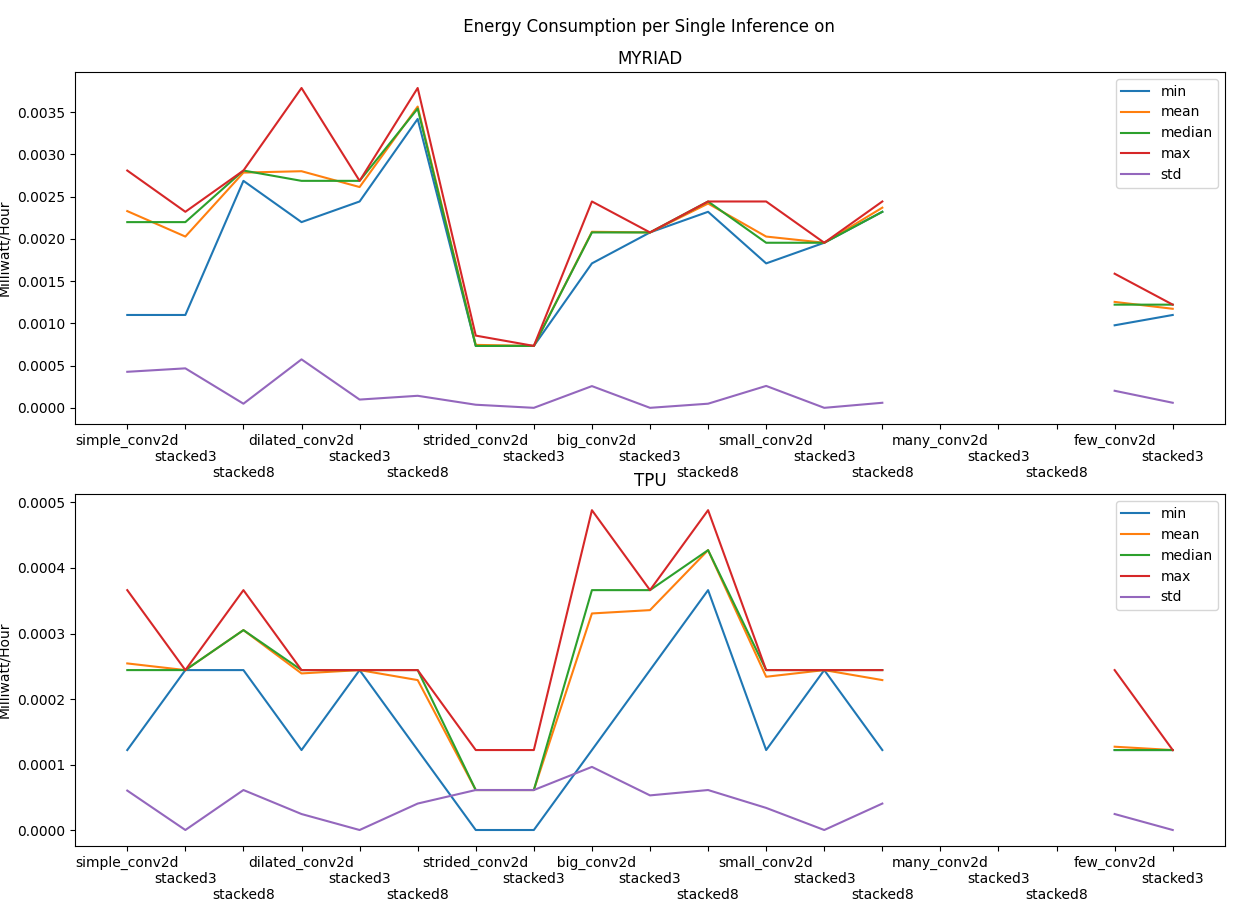 Energy Consumption per Single Inference on
MYRIAD
Milliwatt/Hour
0.0035
0.0030
0.0025
0.0020
0.0015
0.0010
0.0005
0.0000
min
mean
median
max
std
simple_conv2d dilated_conv2d strided_conv2d big_conv2d small_conv2d many_conv2d few_conv2d
stacked3 stacked3 stacked3 stacked3 stacked3 stacked3 stacked3
stacked8 stacked8 stacked8 stacked8 stacked8
TPU
Milliwatt/Hour
0.0005
0.0004
0.0003
0.0002
0.0001
0.0000
min
mean
median
max
std
simple_conv2d dilated_conv2d strided_conv2d big_conv2d small_conv2d many_conv2d few_conv2d
stacked3 stacked3 stacked3 stacked3 stacked3 stacked3 stacked3
stacked8 stacked8 stacked8 stacked8 stacked8